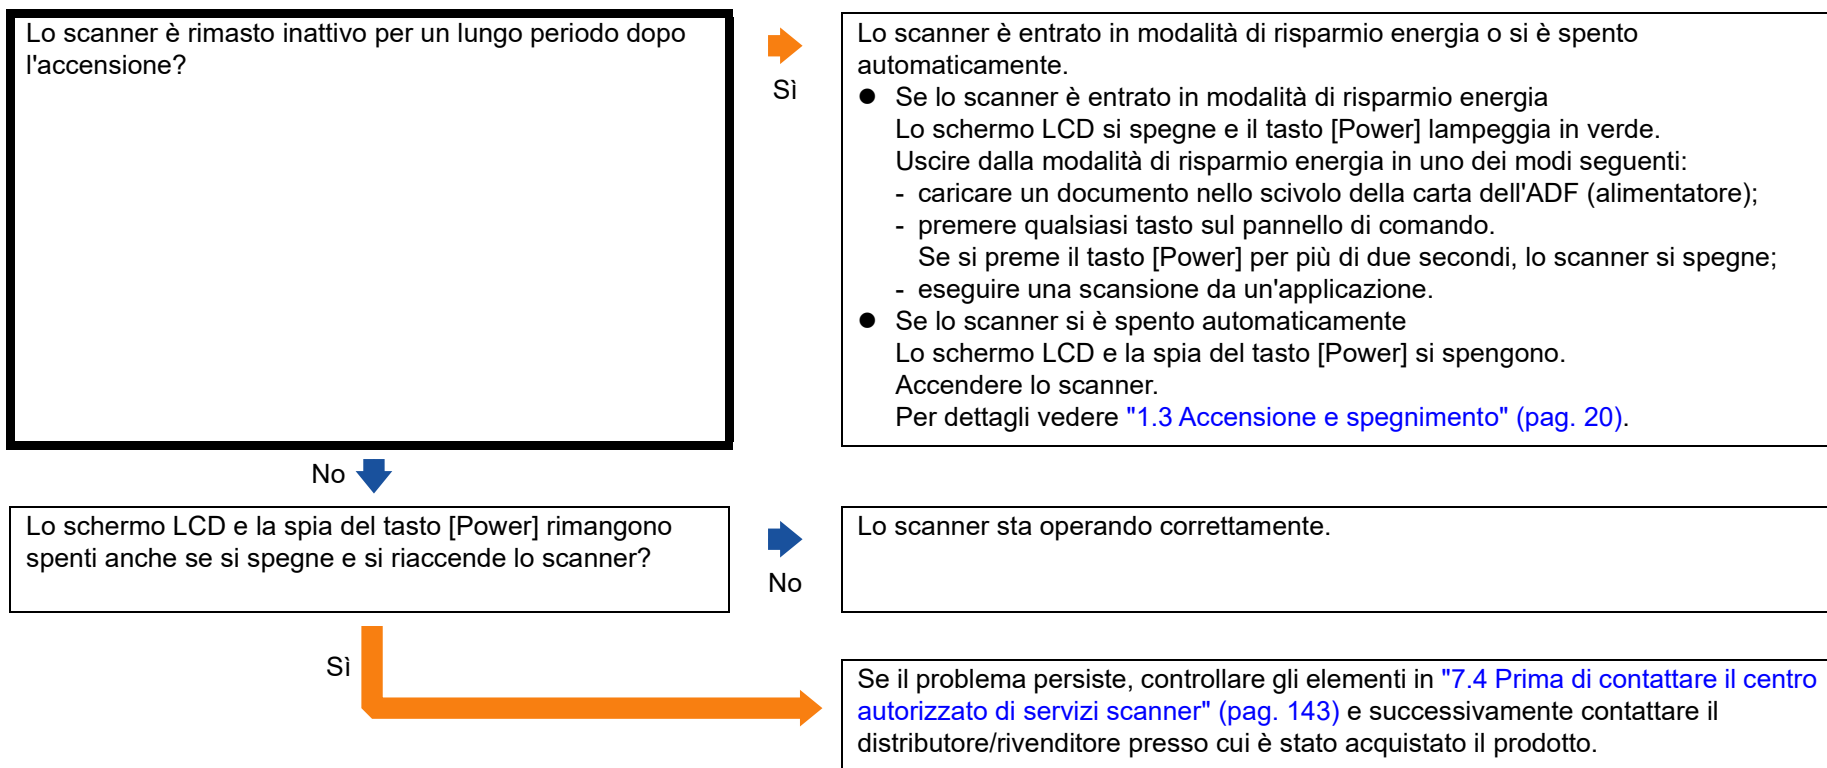 Lo scanner è rimasto inattivo per un lungo periodo dopo
l'accensione?
Sì
Lo scanner è entrato in modalità di risparmio energia o si è spento
automaticamente.
● Se lo scanner è entrato in modalità di risparmio energia
Lo schermo LCD si spegne e il tasto [Power] lampeggia in verde.
Uscire dalla modalità di risparmio energia in uno dei modi seguenti:
- caricare un documento nello scivolo della carta dell'ADF (alimentatore);
- premere qualsiasi tasto sul pannello di comando.
Se si preme il tasto [Power] per più di due secondi, lo scanner si spegne;
- eseguire una scansione da un'applicazione.
● Se lo scanner si è spento automaticamente
Lo schermo LCD e la spia del tasto [Power] si spengono.
Accendere lo scanner.
Per dettagli vedere "1.3 Accensione e spegnimento" (pag. 20).
No
Lo schermo LCD e la spia del tasto [Power] rimangono
spenti anche se si spegne e si riaccende lo scanner?
No
Lo scanner sta operando correttamente.
Sì
Se il problema persiste, controllare gli elementi in "7.4 Prima di contattare il centro
autorizzato di servizi scanner" (pag. 143) e successivamente contattare il
distributore/rivenditore presso cui è stato acquistato il prodotto.